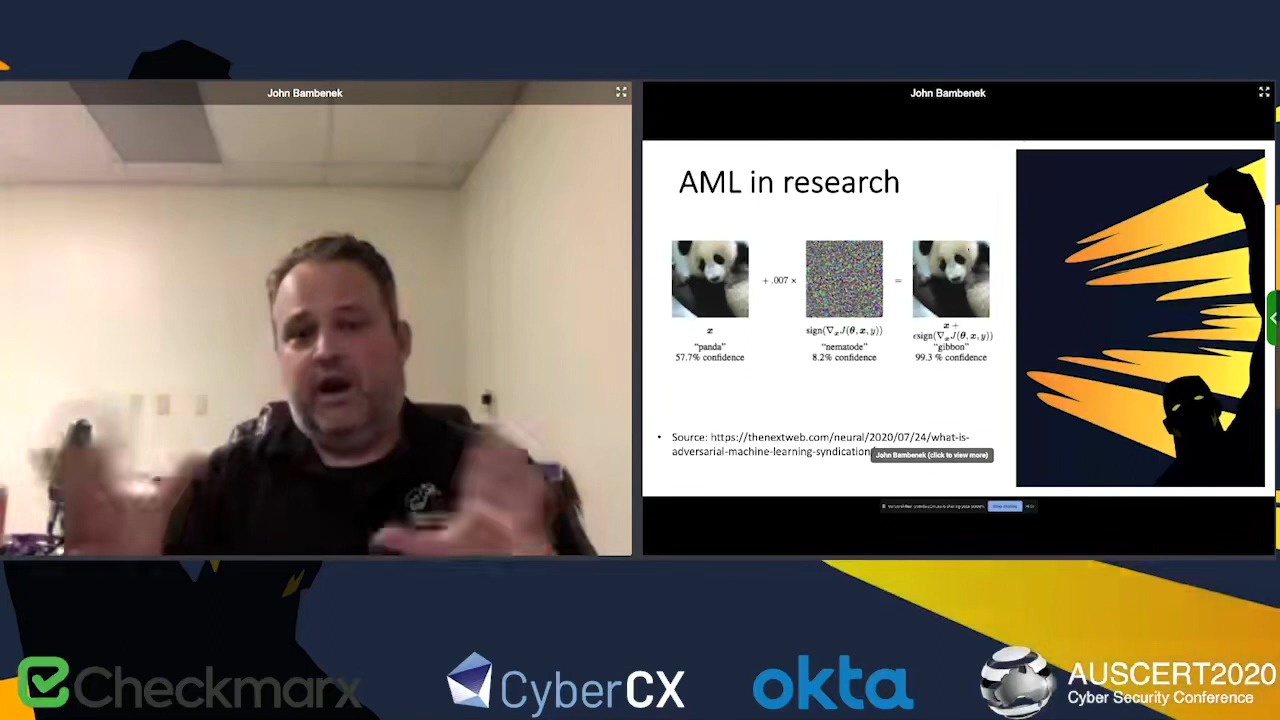 John Bambenek
John Bambenek
AML in research
+ .007 ×
=
x
"panda"
57.7% confidence
sign(∇ₓJ(θ, x, y))
"nematode"
8.2% confidence
x +
ϵsign(∇ₓJ(θ, x, y))
"gibbon"
99.3 % confidence
• Source: https://thenextweb.com/neural/2020/07/24/what-is-
adversarial-machine-learning-syndication
John Bambenek (click to view more)
Checkmarx
CyberCX
okta
AUSCERT2020
Cyber Security Conference